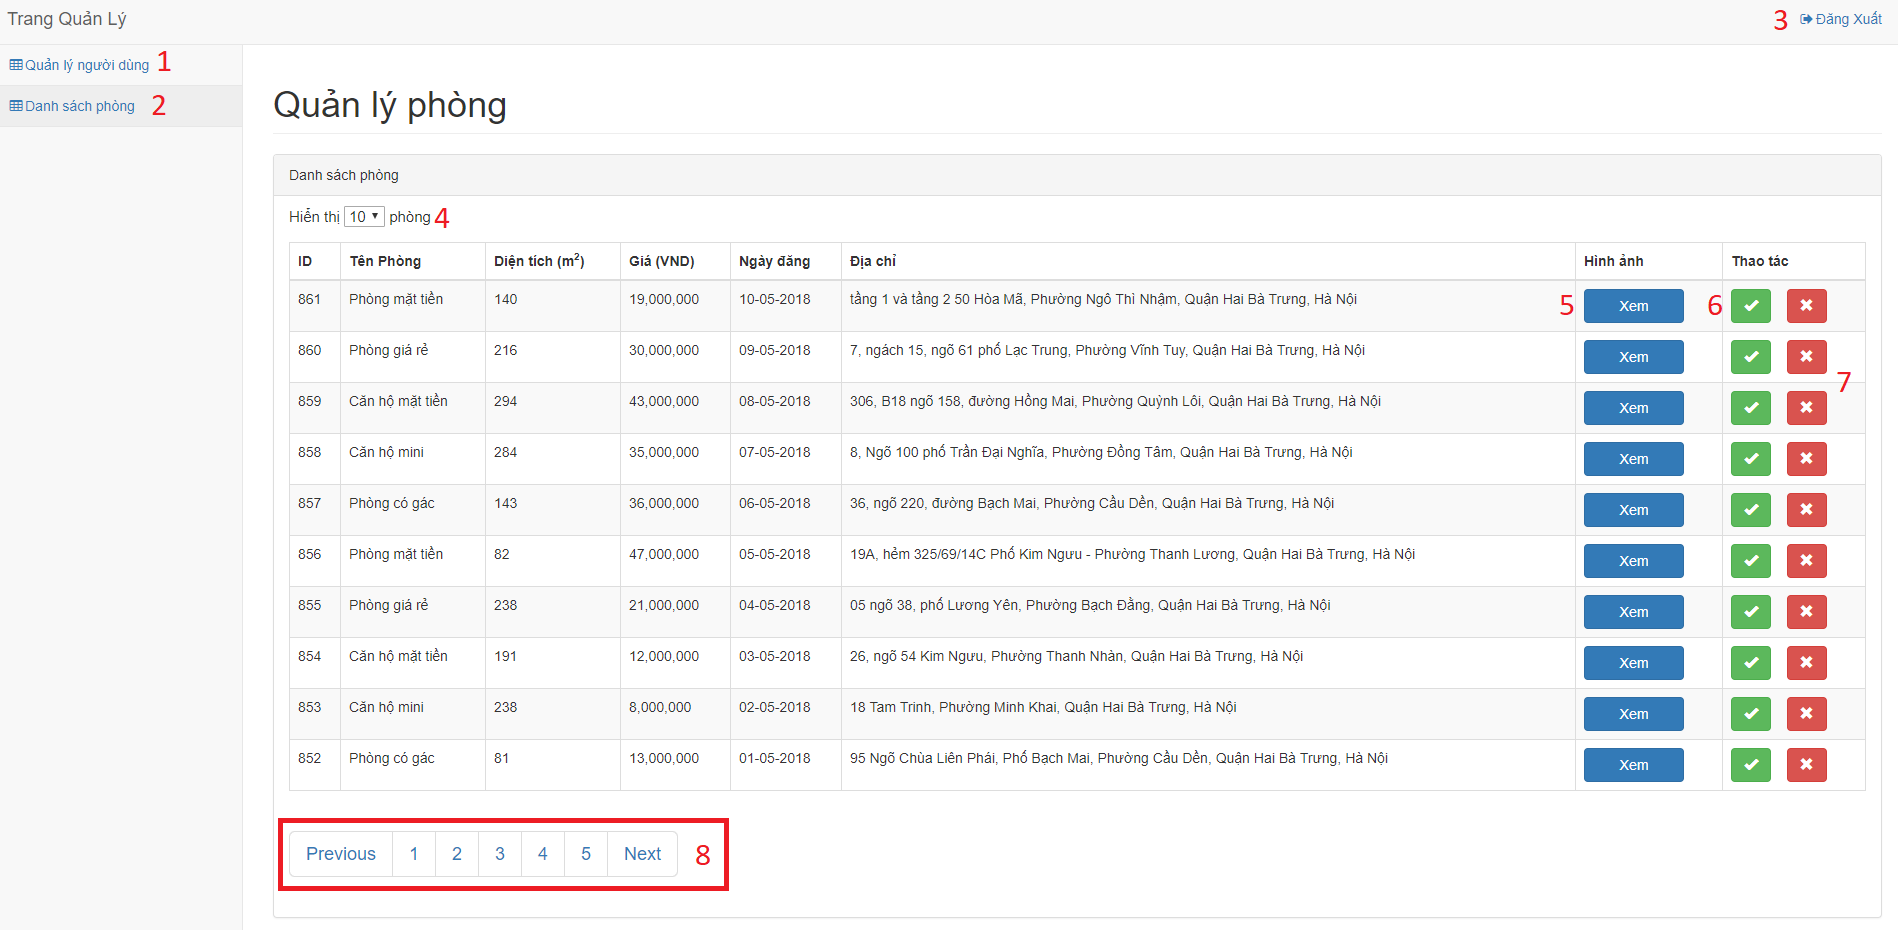 Trang Quản Lý
3 Đăng Xuất
Quản lý người dùng 1
Danh sách phòng 2
Quản lý phòng
Danh sách phòng
Hiển thị 10 phòng 4
ID Tên Phòng Diện tích (m²) Giá (VND) Ngày đăng Địa chỉ Hình ảnh Thao tác
861 Phòng mặt tiền 140 19,000,000 10-05-2018 tầng 1 và tầng 2 50 Hòa Mã, Phường Ngô Thì Nhậm, Quận Hai Bà Trưng, Hà Nội 5 Xem 6
860 Phòng giá rẻ 216 30,000,000 09-05-2018 7, ngách 15, ngõ 61 phố Lạc Trung, Phường Vĩnh Tuy, Quận Hai Bà Trưng, Hà Nội Xem
7
859 Căn hộ mặt tiền 294 43,000,000 08-05-2018 306, B18 ngõ 158, đường Hồng Mai, Phường Quỳnh Lôi, Quận Hai Bà Trưng, Hà Nội Xem
858 Căn hộ mini 284 35,000,000 07-05-2018 8, Ngõ 100 phố Trần Đại Nghĩa, Phường Đồng Tâm, Quận Hai Bà Trưng, Hà Nội Xem
857 Phòng có gác 143 36,000,000 06-05-2018 36, ngõ 220, đường Bạch Mai, Phường Cầu Dền, Quận Hai Bà Trưng, Hà Nội Xem
856 Phòng mặt tiền 82 47,000,000 05-05-2018 19A, hẻm 325/69/14C Phố Kim Ngưu - Phường Thanh Lương, Quận Hai Bà Trưng, Hà Nội Xem
855 Phòng giá rẻ 238 21,000,000 04-05-2018 05 ngõ 38, phố Lương Yên, Phường Bạch Đằng, Quận Hai Bà Trưng, Hà Nội Xem
854 Căn hộ mặt tiền 191 12,000,000 03-05-2018 26, ngõ 54 Kim Ngưu, Phường Thanh Nhàn, Quận Hai Bà Trưng, Hà Nội Xem
853 Căn hộ mini 238 8,000,000 02-05-2018 18 Tam Trinh, Phường Minh Khai, Quận Hai Bà Trưng, Hà Nội Xem
852 Phòng có gác 81 13,000,000 01-05-2018 95 Ngõ Chùa Liên Phái, Phố Bạch Mai, Phường Cầu Dền, Quận Hai Bà Trưng, Hà Nội Xem
Previous 1 2 3 4 5 Next 8